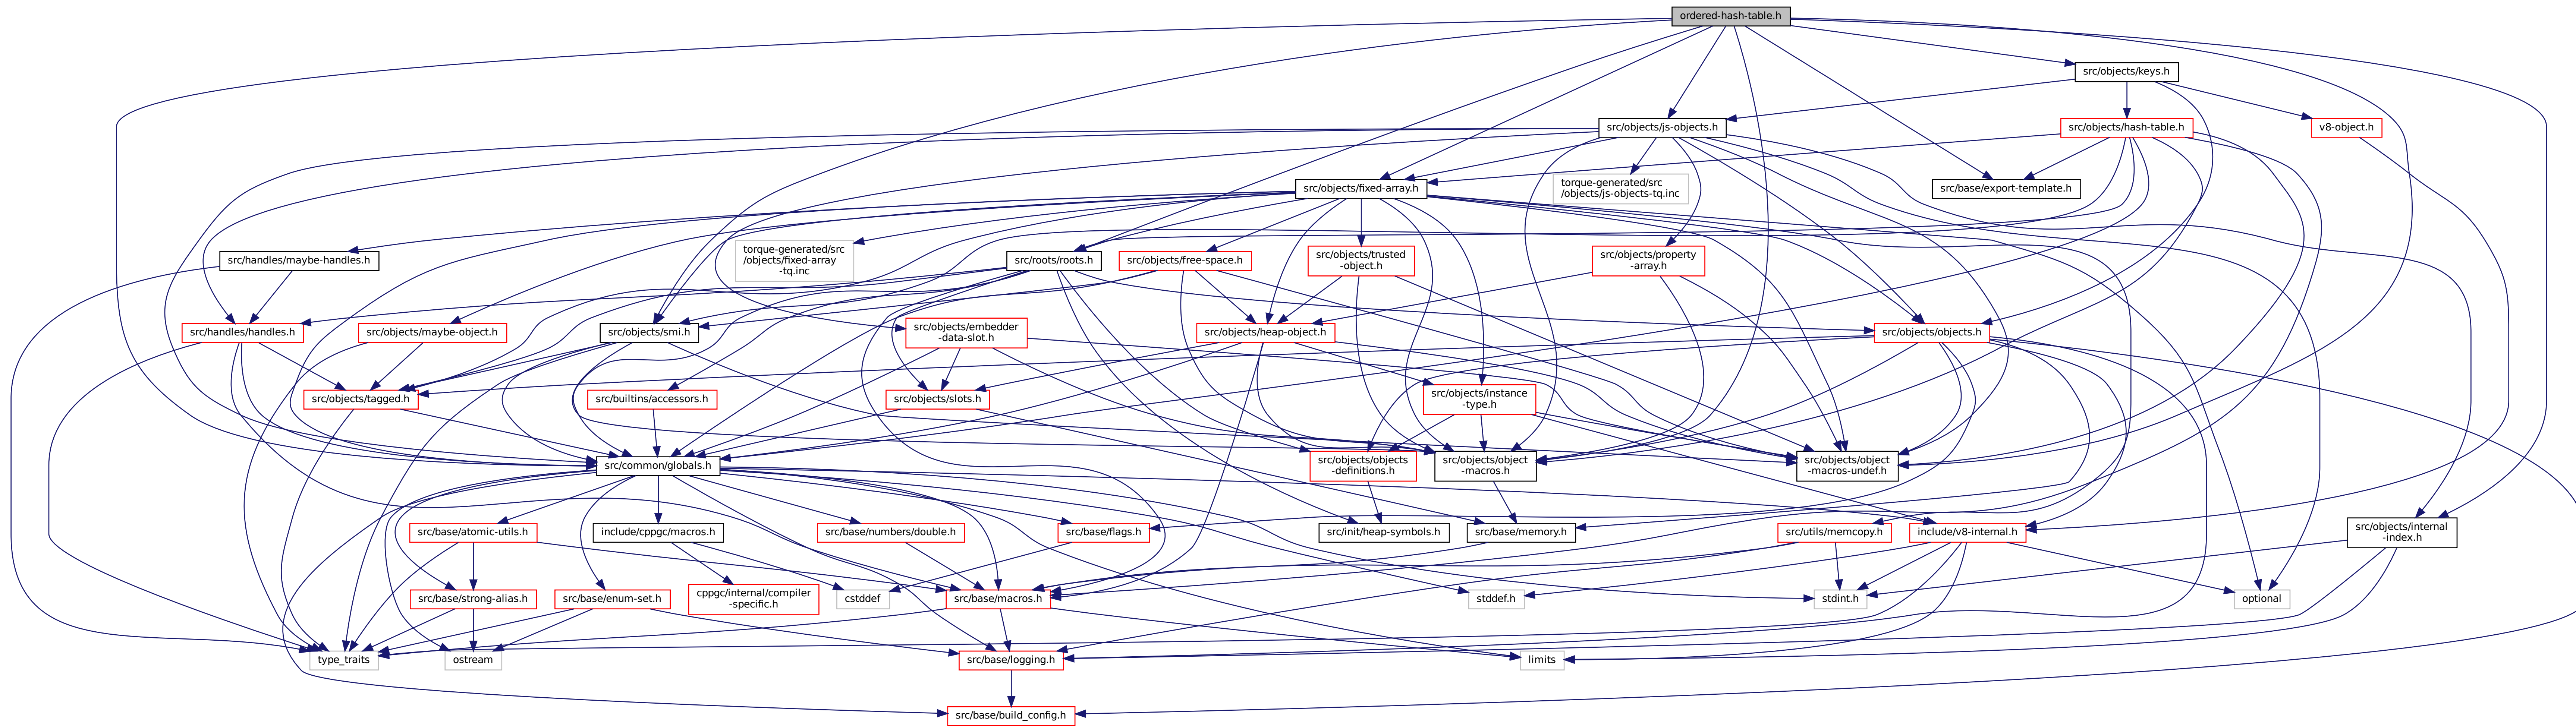 ordered-hash-table.h
src/objects/keys.h
src/objects/js-objects.h
src/objects/hash-table.h
v8-object.h
src/objects/fixed-array.h
torque-generated/src
/objects/js-objects-tq.inc
src/base/export-template.h
src/handles/maybe-handles.h
torque-generated/src
/objects/fixed-array
-tq.inc
src/roots/roots.h
src/objects/free-space.h
src/objects/trusted
-object.h
src/objects/property
-array.h
src/handles/handles.h
src/objects/maybe-object.h
src/objects/smi.h
src/objects/embedder
-data-slot.h
src/objects/heap-object.h
src/objects/objects.h
src/objects/tagged.h
src/builtins/accessors.h
src/objects/slots.h
src/objects/instance
-type.h
src/common/globals.h
src/objects/objects
-definitions.h
src/objects/object
-macros.h
src/objects/object
-macros-undef.h
src/base/atomic-utils.h
include/cppgc/macros.h
src/base/numbers/double.h
src/base/flags.h
src/init/heap-symbols.h
src/base/memory.h
src/utils/memcopy.h
include/v8-internal.h
src/objects/internal
-index.h
src/base/strong-alias.h
src/base/enum-set.h
cppgc/internal/compiler
-specific.h
cstddef
src/base/macros.h
stddef.h
stdint.h
optional
type_traits
ostream
src/base/logging.h
limits
src/base/build_config.h